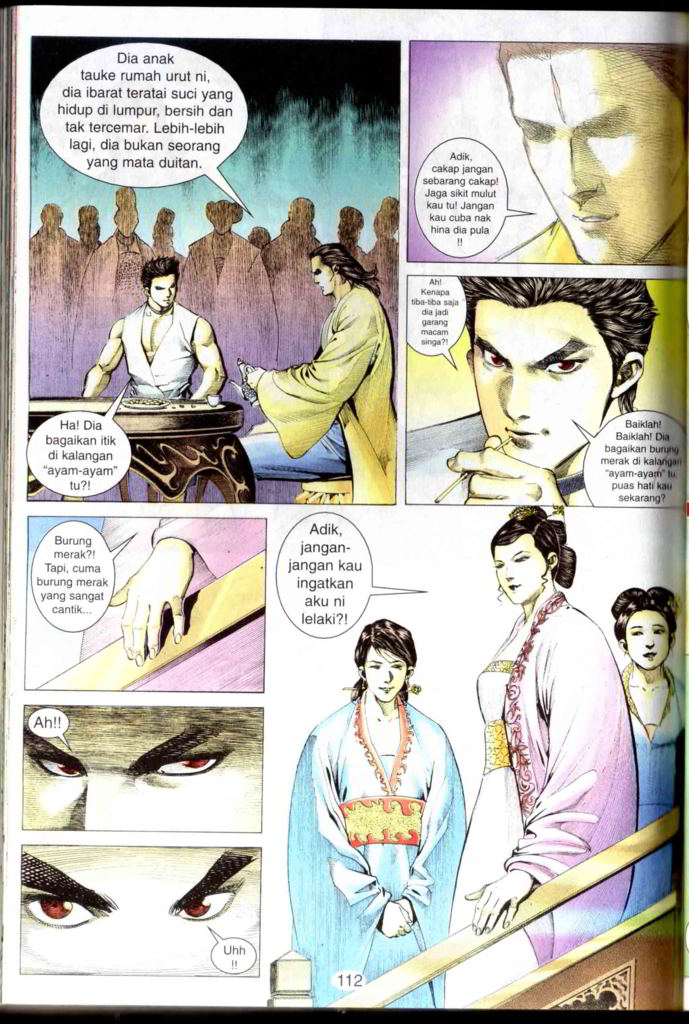 Dia anak
tauke rumah urut ni,
dia ibarat teratai suci yang
hidup di lumpur, bersih dan
tak tercemar. Lebih-lebih
lagi, dia bukan seorang
yang mata duitan.
Ha! Dia
bagaikan itik
di kalangan
"ayam-ayam"
tu?!
Adik,
cakap jangan
sebarang cakap!
Jaga sikit mulut
kau tu! Jangan
kau cuba nak
hina dia pula
!!
Ah!
Kenapa
tiba-tiba saja
dia jadi
garang
macam
singa?!
Baiklah!
Baiklah! Dia
bagaikan burung
merak di kalangan
"ayam-ayam" tu,
puas hati kau
sekarang?
Burung
merak?!
Tapi, cuma
burung merak
yang sangat
cantik...
Adik,
jangan-
jangan kau
ingatkan
aku ni
lelaki?!
Ah!!
Uhh
!!
112